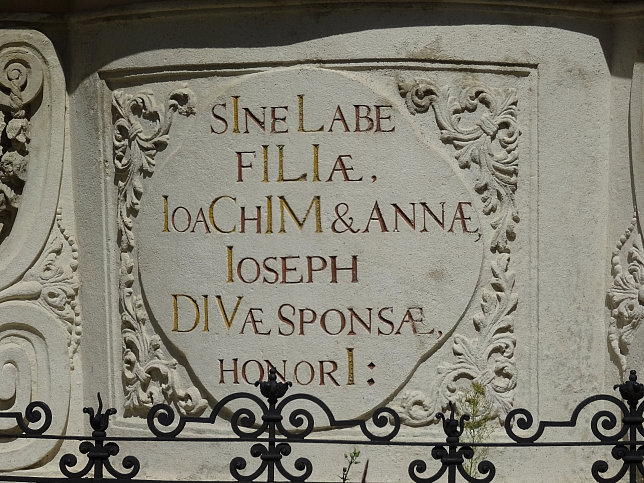 SINE LABE
FILIÆ,
IOACHIM & ANNÆ,
IOSEPH
DIVÆ SPONSÆ,
HONORI: